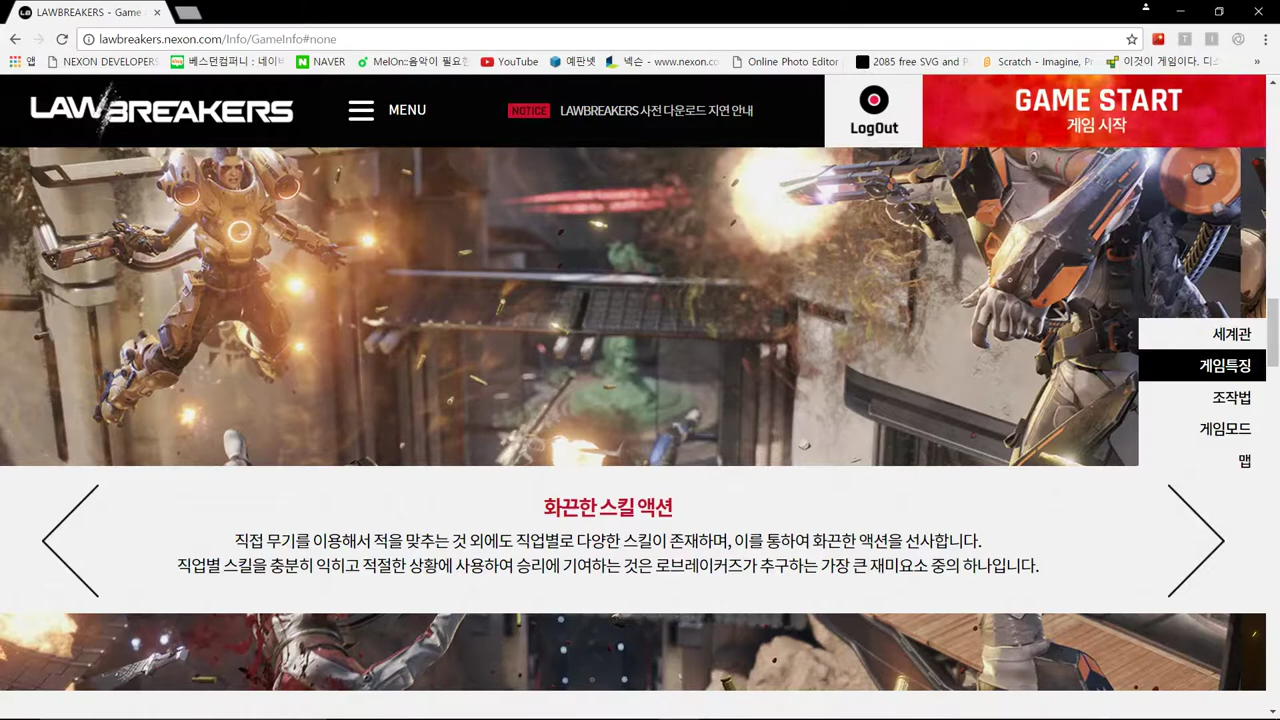 LAWBREAKERS - Game
lawbreakers.nexon.com/Info/GameInfo#none
앱
NEXON DEVELOPERS
베스던컴퍼니 : 네이버
NAVER
MelOn::음악이 필요한
YouTube
예판넷
넥슨 - www.nexon.co
Online Photo Editor
2085 free SVG and P
Scratch - Imagine, Pr
이것이 게임이다. 디스
»
LAWBREAKERS
MENU
NOTICE LAWBREAKERS 사전 다운로드 지연 안내
LogOut
GAME START
게임 시작
세계관
게임특징
조작법
게임모드
맵
화끈한 스킬 액션
직접 무기를 이용해서 적을 맞추는 것 외에도 직업별로 다양한 스킬이 존재하며, 이를 통하여 화끈한 액션을 선사합니다.
직업별 스킬을 충분히 익히고 적절한 상황에 사용하여 승리에 기여하는 것은 로브레이커즈가 추구하는 가장 큰 재미요소 중의 하나입니다.